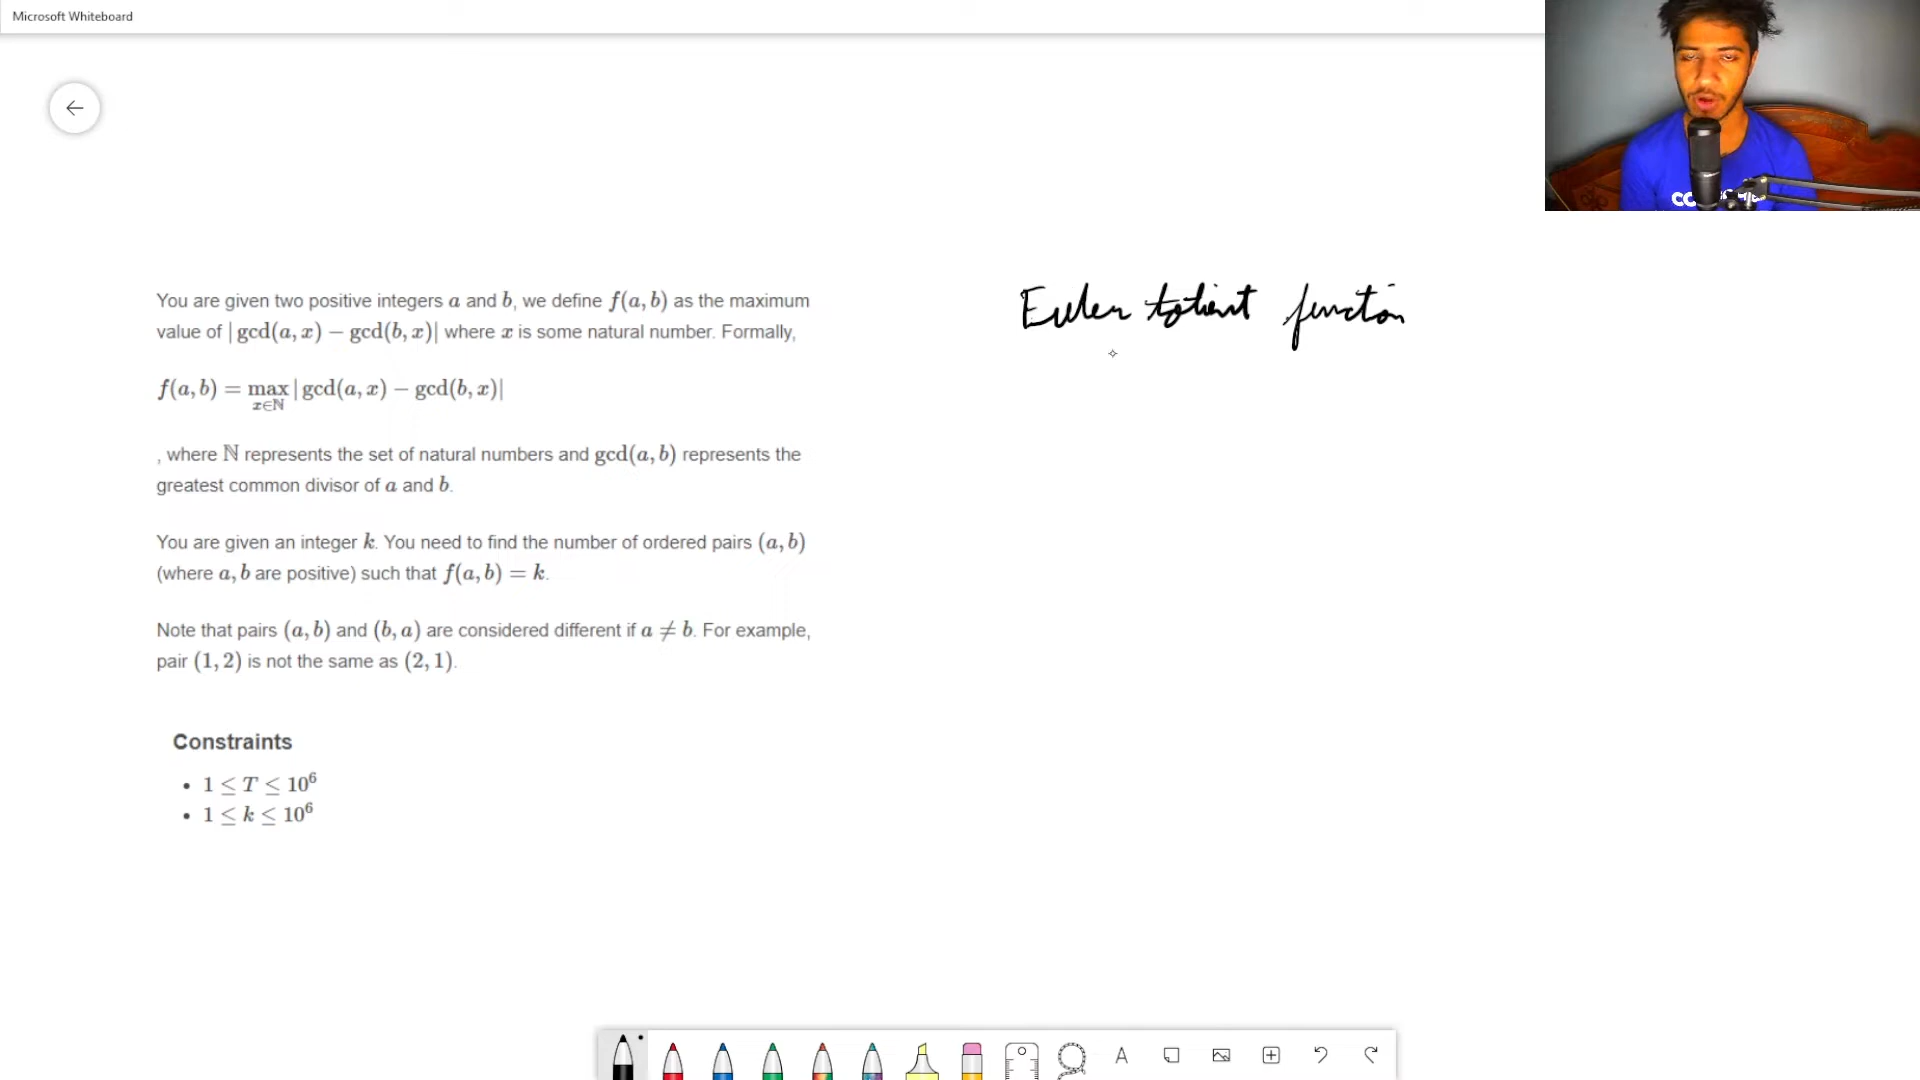 Microsoft Whiteboard
You are given two positive integers a and b, we define f(a, b) as the maximum
value of | gcd(a, x) − gcd(b, x)| where x is some natural number. Formally,
f(a, b) = max | gcd(a, x) − gcd(b, x)|
x∈ℕ
, where ℕ represents the set of natural numbers and gcd(a, b) represents the
greatest common divisor of a and b.
You are given an integer k. You need to find the number of ordered pairs (a, b)
(where a, b are positive) such that f(a, b) = k.
Note that pairs (a, b) and (b, a) are considered different if a ≠ b. For example,
pair (1, 2) is not the same as (2, 1).
Constraints
• 1 ≤ T ≤ 10⁶
• 1 ≤ k ≤ 10⁶
Euler totient function
A